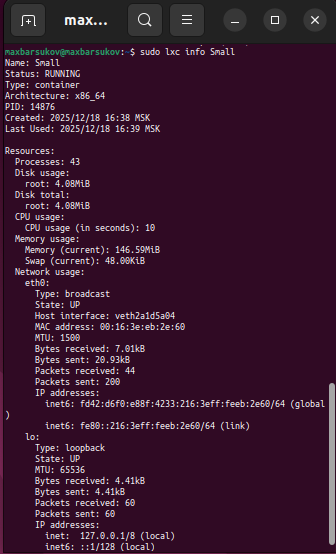 max...
maxbarsukov@maxbarsukov:~$ sudo lxc info Small
Name: Small
Status: RUNNING
Type: container
Architecture: x86_64
PID: 14876
Created: 2025/12/18 16:38 MSK
Last Used: 2025/12/18 16:39 MSK
Resources:
Processes: 43
Disk usage:
root: 4.08MiB
Disk total:
root: 4.08MiB
CPU usage:
CPU usage (in seconds): 10
Memory usage:
Memory (current): 146.59MiB
Swap (current): 48.00KiB
Network usage:
eth0:
Type: broadcast
State: UP
Host interface: veth2a1d5a04
MAC address: 00:16:3e:eb:2e:60
MTU: 1500
Bytes received: 7.01kB
Bytes sent: 20.93kB
Packets received: 44
Packets sent: 200
IP addresses:
inet6: fd42:d6f0:e88f:4233:216:3eff:feeb:2e60/64 (global
)
inet6: fe80::216:3eff:feeb:2e60/64 (link)
lo:
Type: loopback
State: UP
MTU: 65536
Bytes received: 4.41kB
Bytes sent: 4.41kB
Packets received: 60
Packets sent: 60
IP addresses:
inet: 127.0.0.1/8 (local)
inet6: ::1/128 (local)